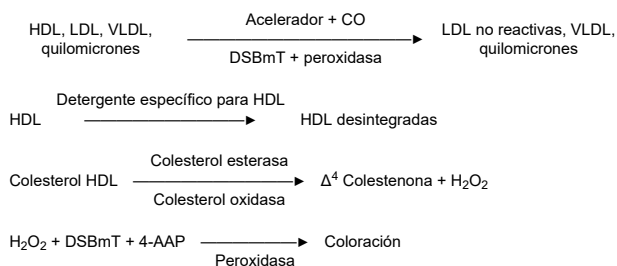 HDL, LDL, VLDL, quilomicrones
Acelerador + CO
DSBmT + peroxidasa
LDL no reactivas, VLDL, quilomicrones
Detergente específico para HDL
HDL ————————► HDL desintegradas
Colesterol esterasa
Colesterol HDL ————————► Δ⁴ Colestenona + H₂O₂
Colesterol oxidasa
H₂O₂ + DSBmT + 4-AAP —————► Coloración
Peroxidasa